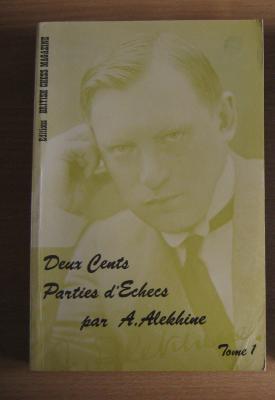 Editions BRITISH CHESS MAGAZINE
Deux Cents
Parties d'Echecs
par A. Alekhine
Tome 1